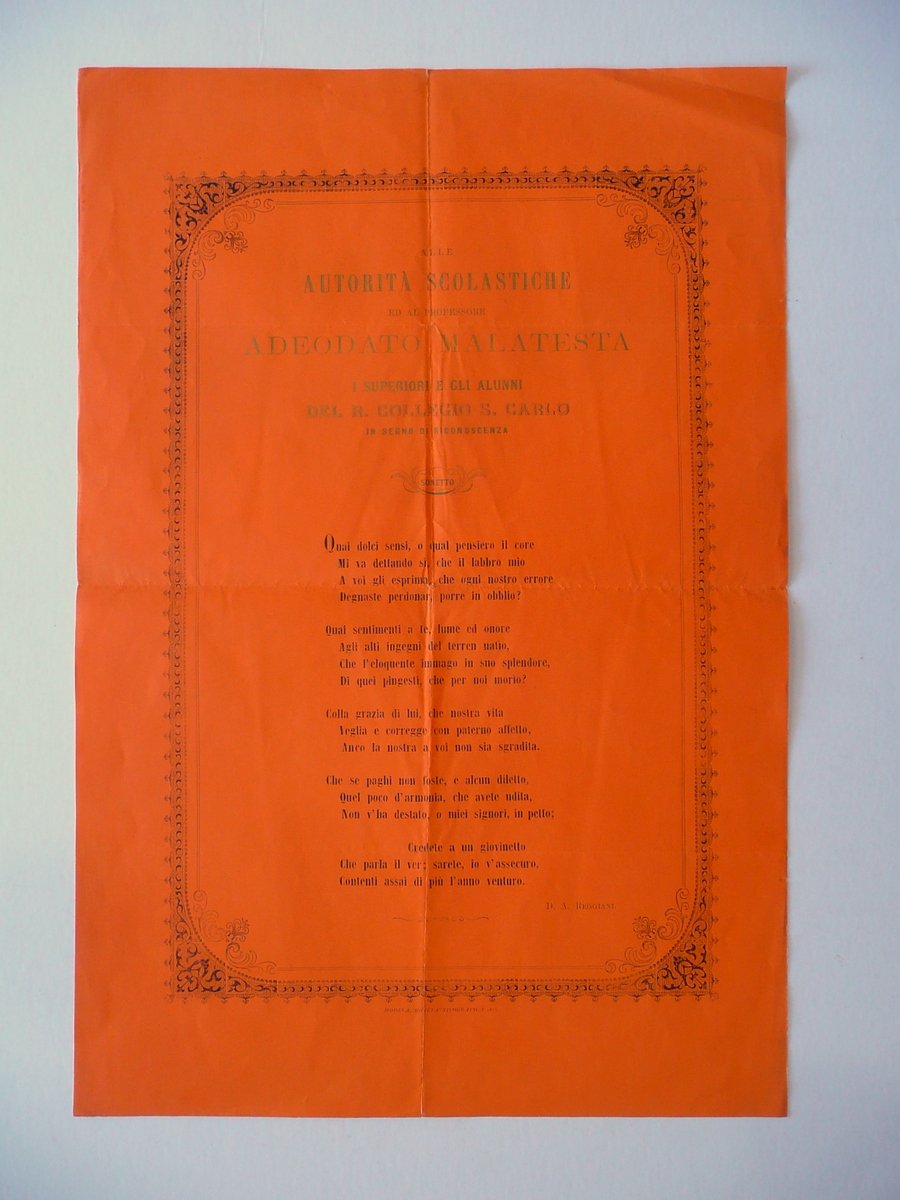 ALLE
AUTORITÀ SCOLASTICHE
ED AL PROFESSORE
ADEODATO MALATESTA
I SUPERIORI E GLI ALUNNI
DEL R. COLLEGIO S. CARLO
IN SEGNO DI RICONOSCENZA
SONETTO
Quai dolci sensi, o qual pensiero il core
Mi va dettando sì, che il labbro mio
A voi gli esprima, che ogni nostro errore
Degnaste perdonar, porre in obblio?
Quai sentimenti a te, lume ed onore
Agli alti ingegni del terren natio,
Che l'eloquente immago in suo splendore,
Di quei pingesti, che per noi morio?
Colla grazia di lui, che nostra vita
Veglia e corregge con paterno affetto,
Anco la nostra a voi non sia sgradita.
Che se paghi non foste, e alcun diletto,
Quel poco d'armonia, che avete udita,
Non v'ha destato, o miei signori, in petto;
Credete a un giovinetto
Che parla il ver; sarete, io v'assecuro,
Contenti assai di più l'anno venturo.
D. A. REGGIANI.
MODENA,